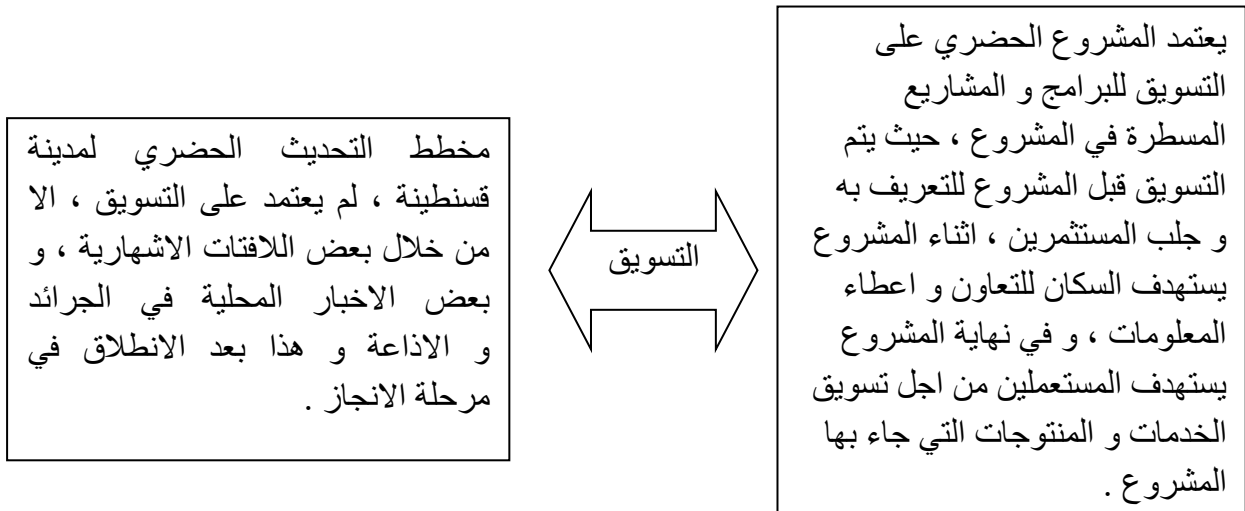 يعتمد المشروع الحضري على
التسويق للبرامج و المشاريع
المسطرة في المشروع ، حيث يتم
التسويق قبل المشروع للتعريف به
و جلب المستثمرين ، اثناء المشروع
يستهدف السكان للتعاون و اعطاء
المعلومات ، و في نهاية المشروع
يستهدف المستعملين من اجل تسويق
الخدمات و المنتوجات التي جاء بها
المشروع .
التسويق
مخطط التحديث الحضري لمدينة
قسنطينة ، لم يعتمد على التسويق ، الا
من خلال بعض اللافتات الاشهارية ، و
بعض الاخبار المحلية في الجرائد
و الاذاعة و هذا بعد الانطلاق في
مرحلة الانجاز .